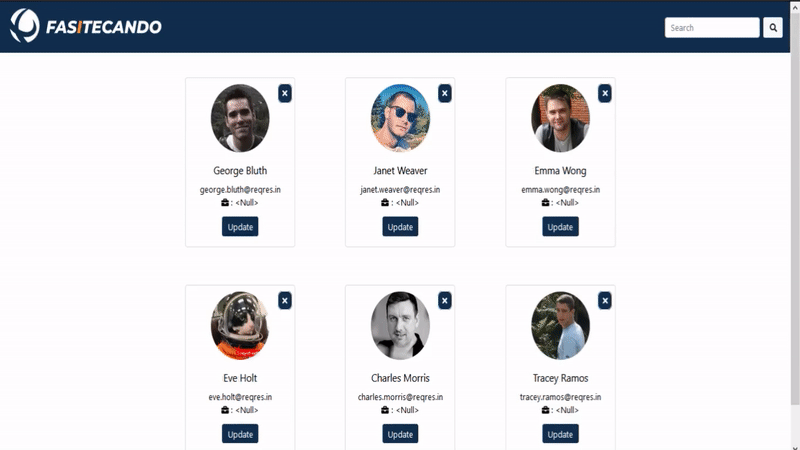 FASITECANDO
Search
x
x
x
George Bluth
Janet Weaver
Emma Wong
george.bluth@reqres.in
janet.weaver@reqres.in
emma.wong@reqres.in
: <Null>
: <Null>
: <Null>
Update
Update
Update
x
x
x
Eve Holt
Charles Morris
Tracey Ramos
eve.holt@reqres.in
charles.morris@reqres.in
tracey.ramos@reqres.in
: <Null>
: <Null>
: <Null>
Update
Update
Update